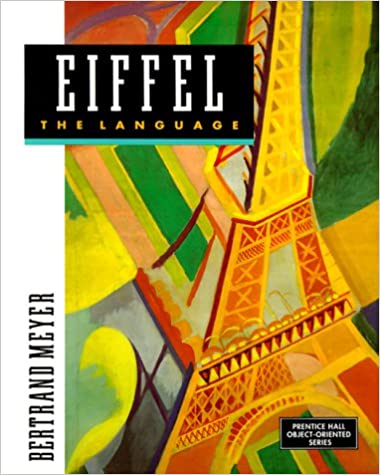 EIFFEL
THE LANGUAGE
BERTRAND MEYER
PRENTICE HALL
OBJECT-ORIENTED
SERIES